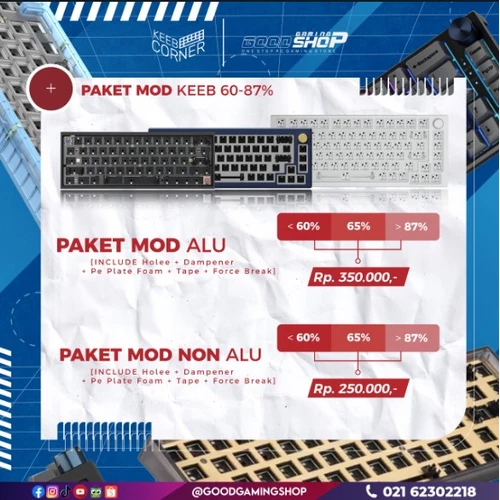 KEEB
CORNER
GOOD GAMING SHOP
ONE STOP PC GAMING STORE
PAKET MOD KEEB 60-87%
< 60% 65% > 87%
PAKET MOD ALU
[INCLUDE Holee + Dampener
+ Pe Plate Foam + Tape + Force Break]
Rp. 350.000,-
< 60% 65% > 87%
PAKET MOD NON ALU
[INCLUDE Holee + Dampener
+ Pe Plate Foam + Tape + Force Break]
Rp. 250.000,-
@GOODGAMINGSHOP
021 62302218